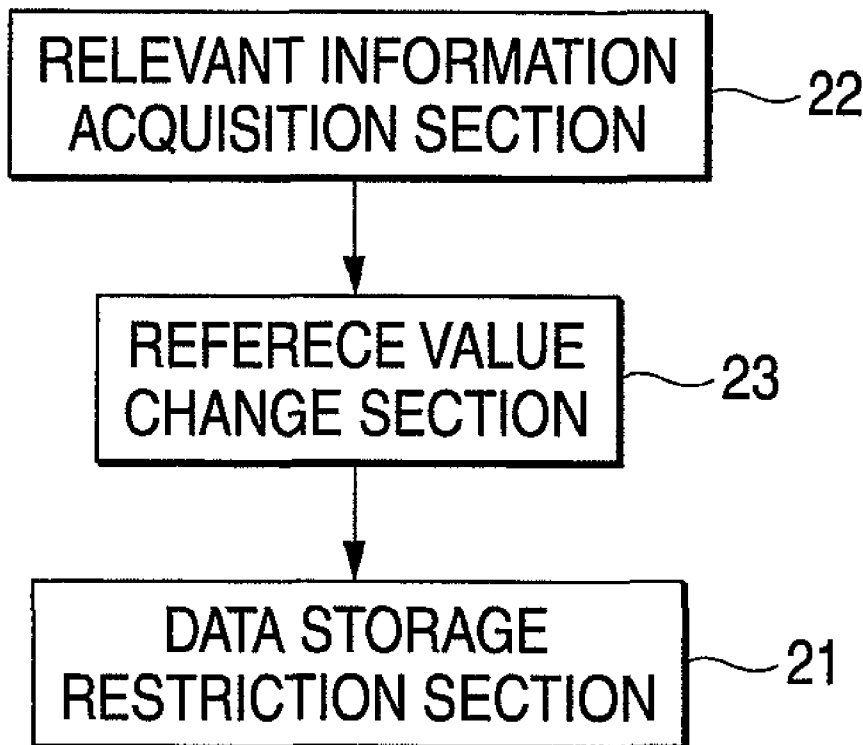 RELEVANT INFORMATION
ACQUISITION SECTION
22
REFERECE VALUE
CHANGE SECTION
23
DATA STORAGE
RESTRICTION SECTION
21